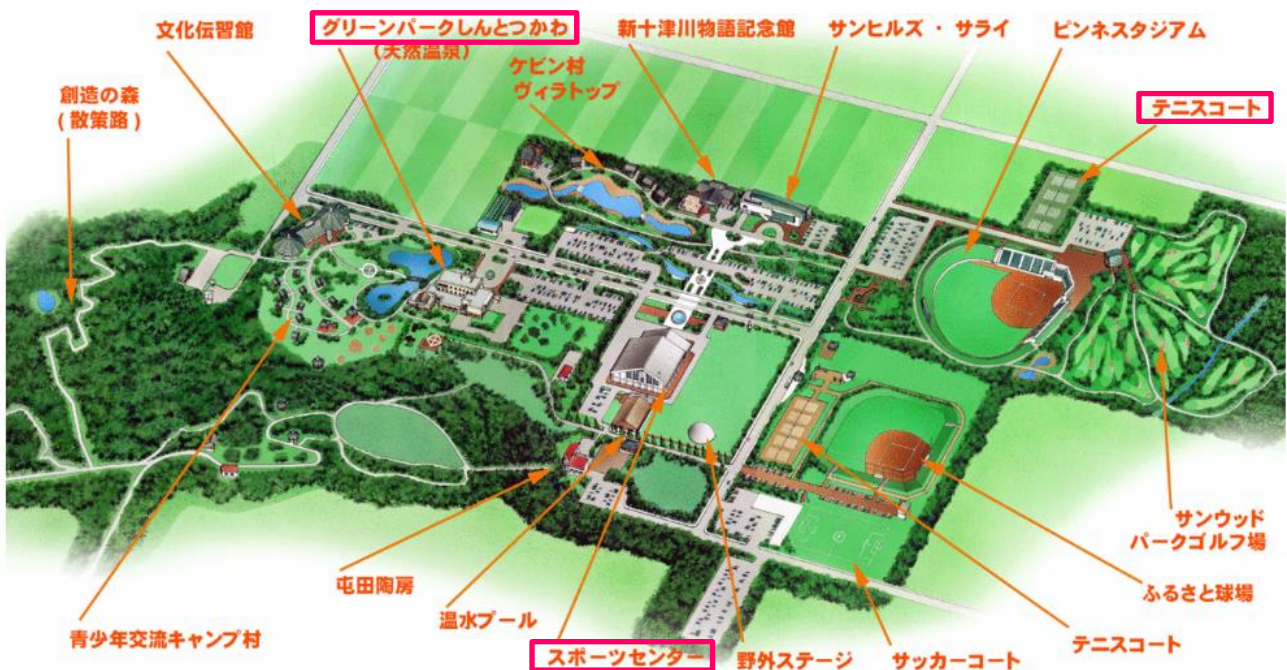 文化伝習館
グリーンパークしんとつかわ
(天然温泉)
新十津川物語記念館
サンヒルズ・サライ
ピンネスタジアム
ケビン村
ヴィラトップ
創造の森
(散策路)
テニスコート
サンウッド
パークゴルフ場
屯田陶房
ふるさと球場
温水プール
青少年交流キャンプ村
テニスコート
スポーツセンター
野外ステージ
サッカーコート